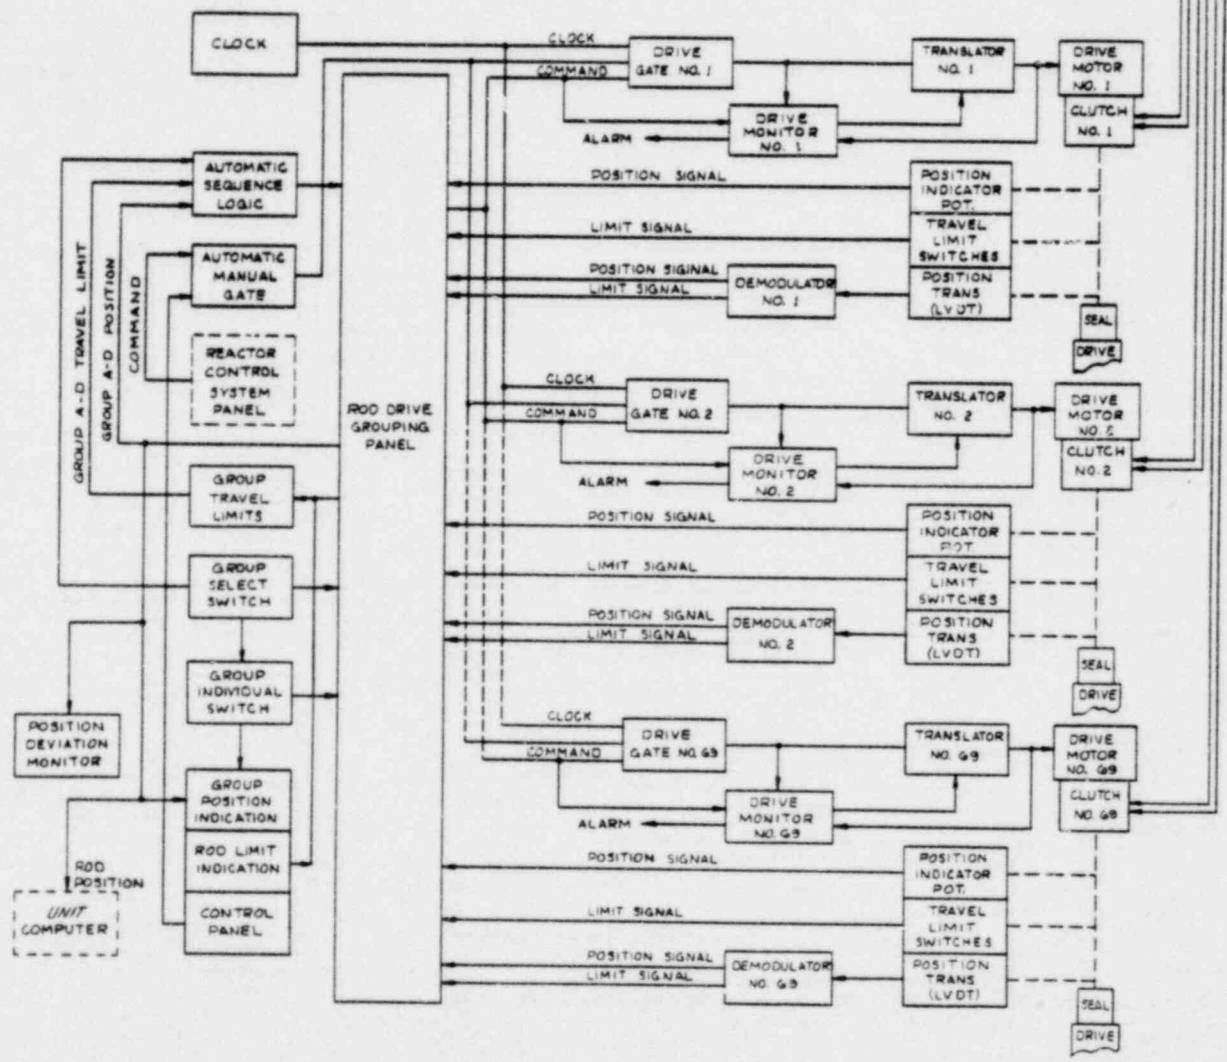 CLOCK
CLOCK
COMMAND
DRIVE
GATE NO. 1
TRANSLATOR
NO. 1
DRIVE
MOTOR
NO. 1
CLUTCH
NO. 1
DRIVE
MONITOR
NO. 1
ALARM
AUTOMATIC
SEQUENCE
LOGIC
POSITION SIGNAL
POSITION
INDICATOR
POT.
LIMIT SIGNAL
TRAVEL
LIMIT
SWITCHES
AUTOMATIC
MANUAL
GATE
POSITION SIGINAL
LIMIT SIGNAL
DEMODULATOR
NO. 1
POSITION
TRANS
(LVDT)
SEAL
DRIVE
GROUP A-D TRAVEL LIMIT
GROUP A-D POSITION
COMMAND
REACTOR
CONTROL
SYSTEM
PANEL
ROD DRIVE
GROUPING
PANEL
CLOCK
COMMAND
DRIVE
GATE NO. 2
TRANSLATOR
NO. 2
DRIVE
MOTOR
CLUTCH
NO. 2
DRIVE
MONITOR
NO. 2
ALARM
GROUP
TRAVEL
LIMITS
POSITION SIGNAL
POSITION
INDICATOR
POT.
LIMIT SIGNAL
TRAVEL
LIMIT
SWITCHES
GROUP
SELECT
SWITCH
POSITION SIGNAL
LIMIT SIGNAL
DEMODULATOR
NO. 2
POSITION
TRANS
(LVDT)
SEAL
DRIVE
GROUP
INDIVIDUAL
SWITCH
POSITION
DEVIATION
MONITOR
CLOCK
COMMAND
DRIVE
GATE NO. 69
TRANSLATOR
NO. 69
DRIVE
MOTOR
NO. 69
CLUTCH
NO. 69
DRIVE
MONITOR
NO. 69
ALARM
GROUP
POSITION
INDICATION
ROD LIMIT
INDICATION
CONTROL
PANEL
ROD
POSITION
UNIT
COMPUTER
POSITION SIGNAL
POSITION
INDICATOR
POT.
LIMIT SIGNAL
TRAVEL
LIMIT
SWITCHES
POSITION SIGNAL
LIMIT SIGNAL
DEMODULATOR
NO. 69
POSITION
TRANS
(LVDT)
SEAL
DRIVE